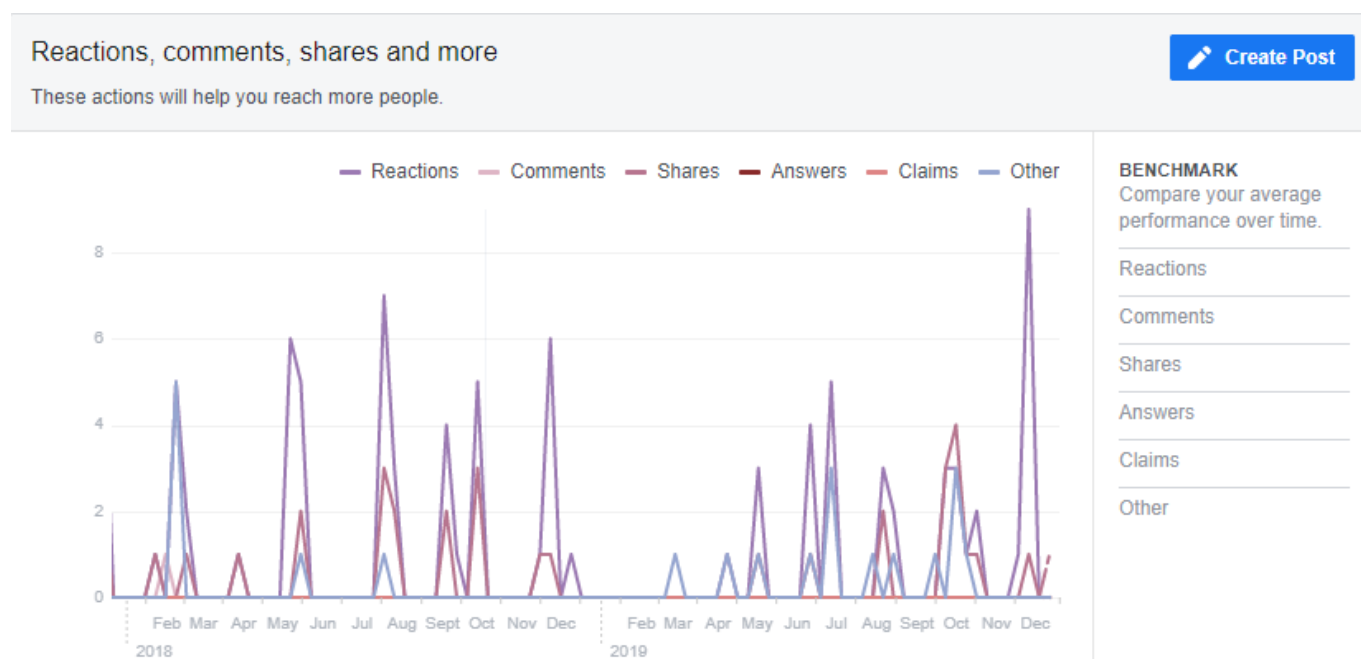 Reactions, comments, shares and more
Create Post
These actions will help you reach more people.
Reactions Comments Shares Answers Claims Other
BENCHMARK
Compare your average
performance over time.
Reactions
Comments
Shares
Answers
Claims
Other
8
6
4
2
0
Feb Mar Apr May Jun Jul Aug Sept Oct Nov Dec Feb Mar Apr May Jun Jul Aug Sept Oct Nov Dec
2018 2019